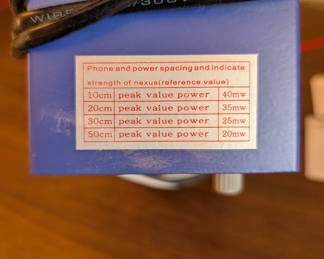 Phone and power spacing and indicate
strength of nexus(reference value)
10cm peak value power 40mw
20cm peak value power 35mw
30cm peak value power 25mw
50cm peak value power 20mw